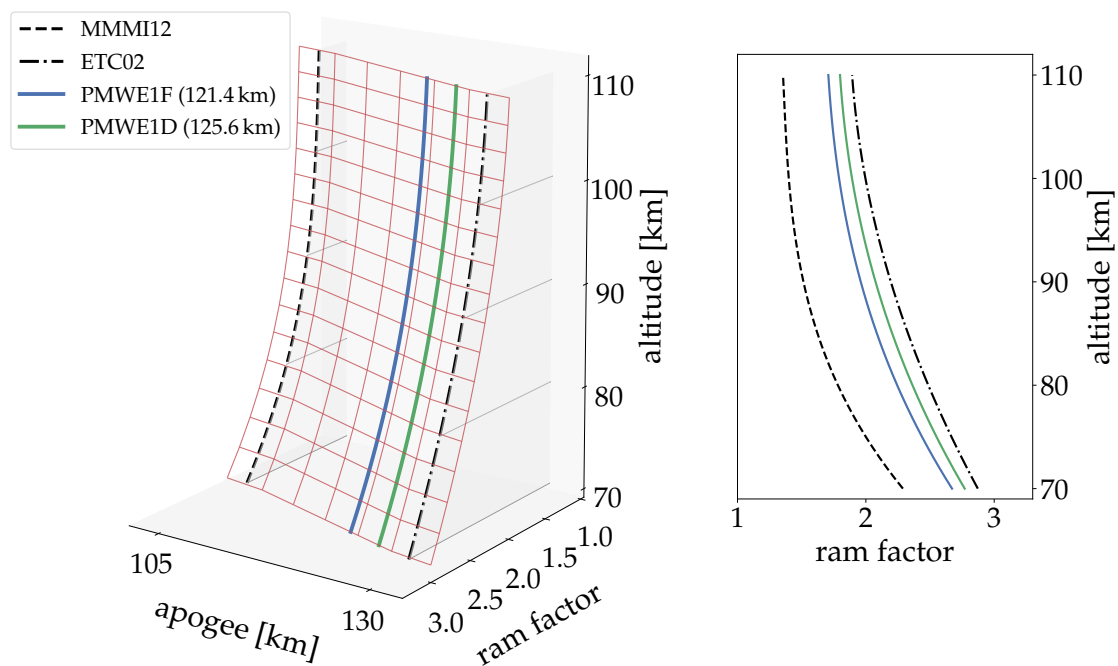 MMMI12
ETC02
PMWE1F (121.4 km)
PMWE1D (125.6 km)
110
100
90
80
70
altitude [km]
105
130
apogee [km]
3.0
2.5
2.0
1.5
1.0
ram factor
110
100
90
80
70
altitude [km]
1
2
3
ram factor